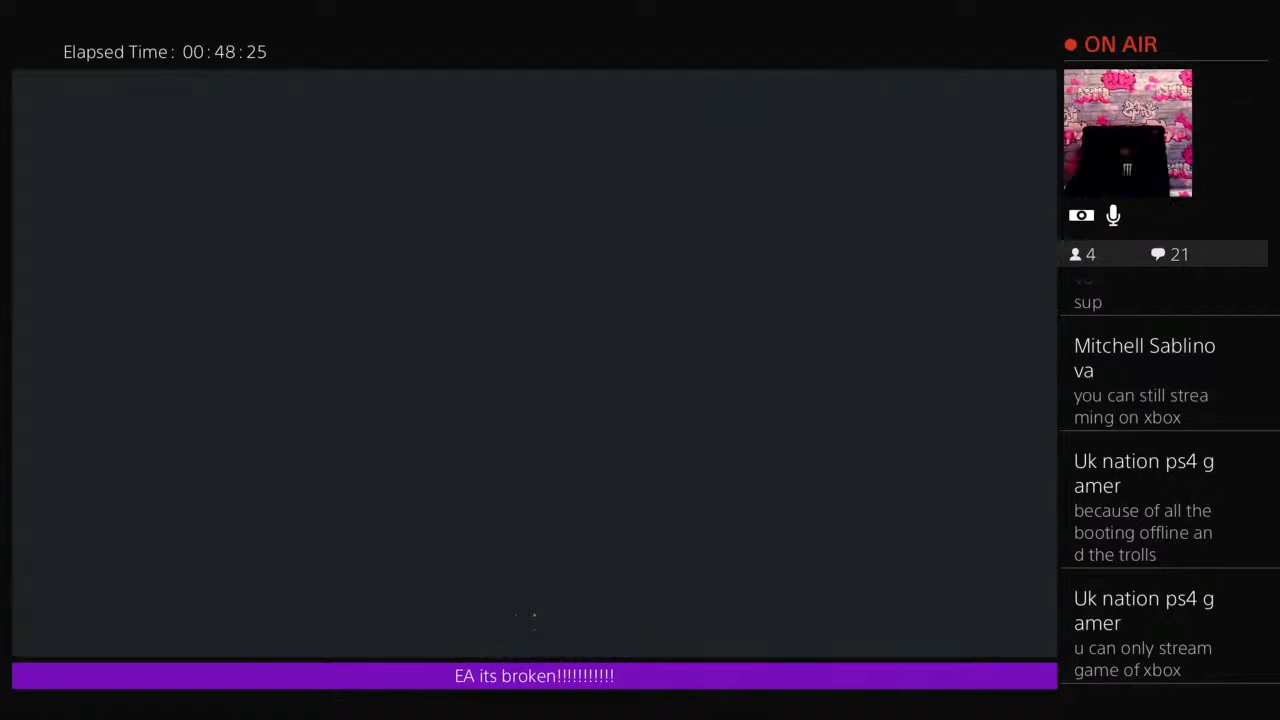 Elapsed Time: 00:48:25
ON AIR
4
21
sup
Mitchell Sablino
va
you can still strea
ming on xbox
Uk nation ps4 g
amer
because of all the
booting offline an
d the trolls
Uk nation ps4 g
amer
u can only stream
game of xbox
EA its broken!!!!!!!!!!!